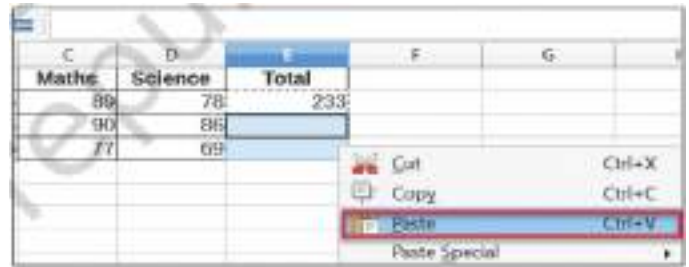 C D E F G
Maths Science Total
89 78 233
90 86
77 69
Cut Ctrl+X
Copy Ctrl+C
Paste Ctrl+V
Paste Special